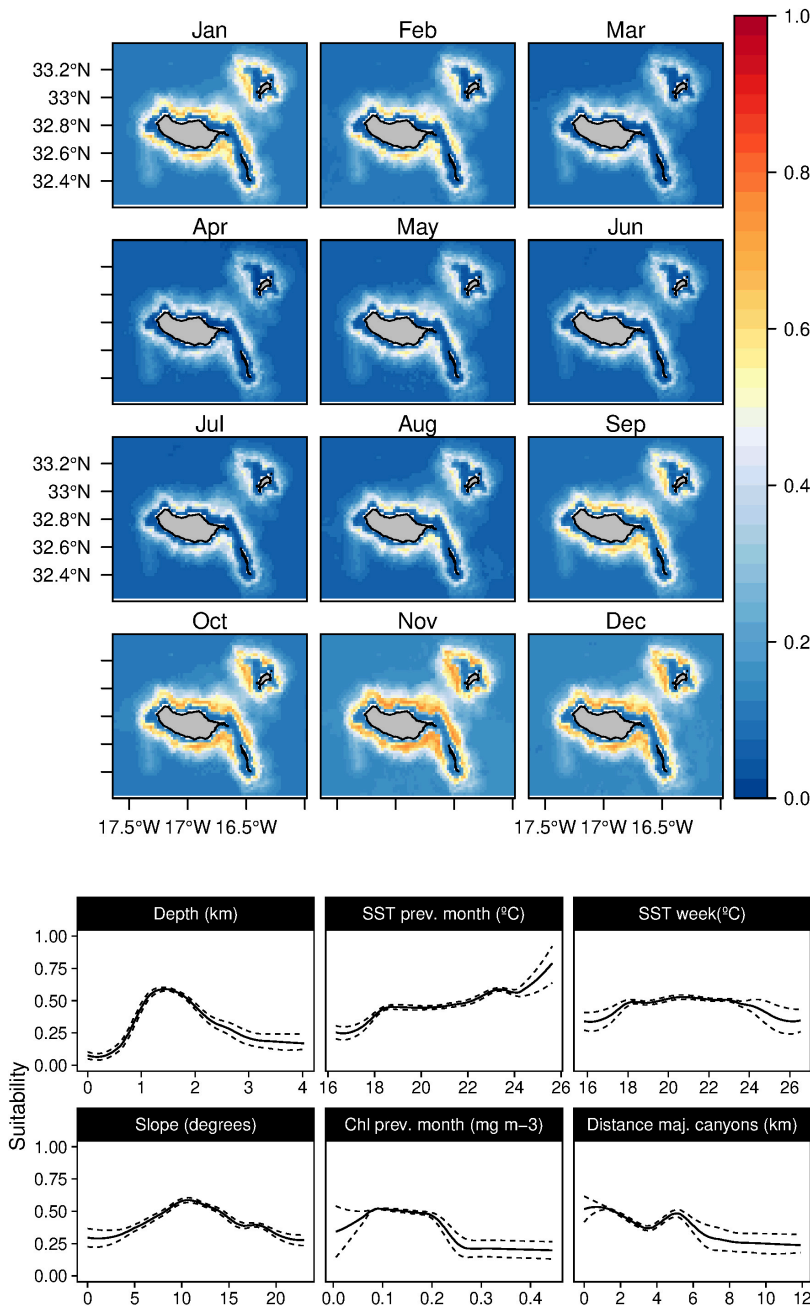 Jan Feb Mar
1.0
33.2°N
33°N
32.8°N
32.6°N
32.4°N
0.8
Apr May Jun
0.6
Jul Aug Sep
33.2°N
33°N
32.8°N
32.6°N
32.4°N
0.4
Oct Nov Dec
0.2
0.0
17.5°W 17°W 16.5°W 17.5°W 17°W 16.5°W
Depth (km) SST prev. month (ºC) SST week(ºC)
1.00
0.75
0.50
0.25
0.00
0 1 2 3 4 16 18 20 22 24 26 16 18 20 22 24 26
Suitability
Slope (degrees) Chl prev. month (mg m−3) Distance maj. canyons (km)
1.00
0.75
0.50
0.25
0.00
0 5 10 15 20 0.0 0.1 0.2 0.3 0.4 0 2 4 6 8 10 12